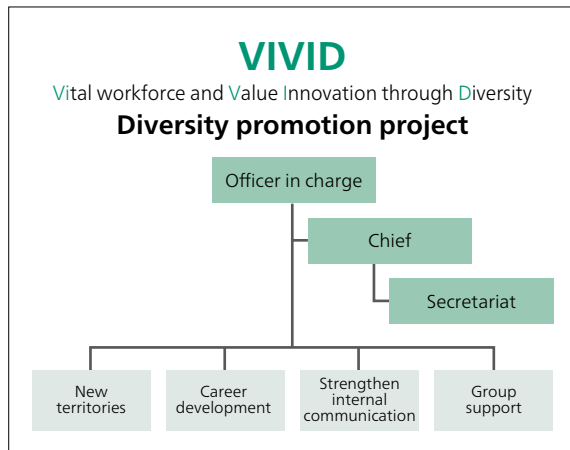 VIVID
Vital workforce and Value Innovation through Diversity
Diversity promotion project
Officer in charge
Chief
Secretariat
New
territories
Career
development
Strengthen
internal
communication
Group
support